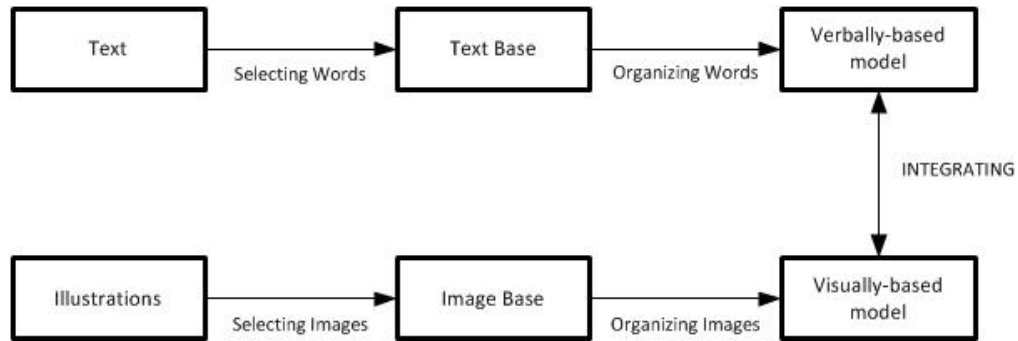 Text
Text Base
Verbally-based
model
Selecting Words
Organizing Words
INTEGRATING
Illustrations
Image Base
Visually-based
model
Selecting Images
Organizing Images